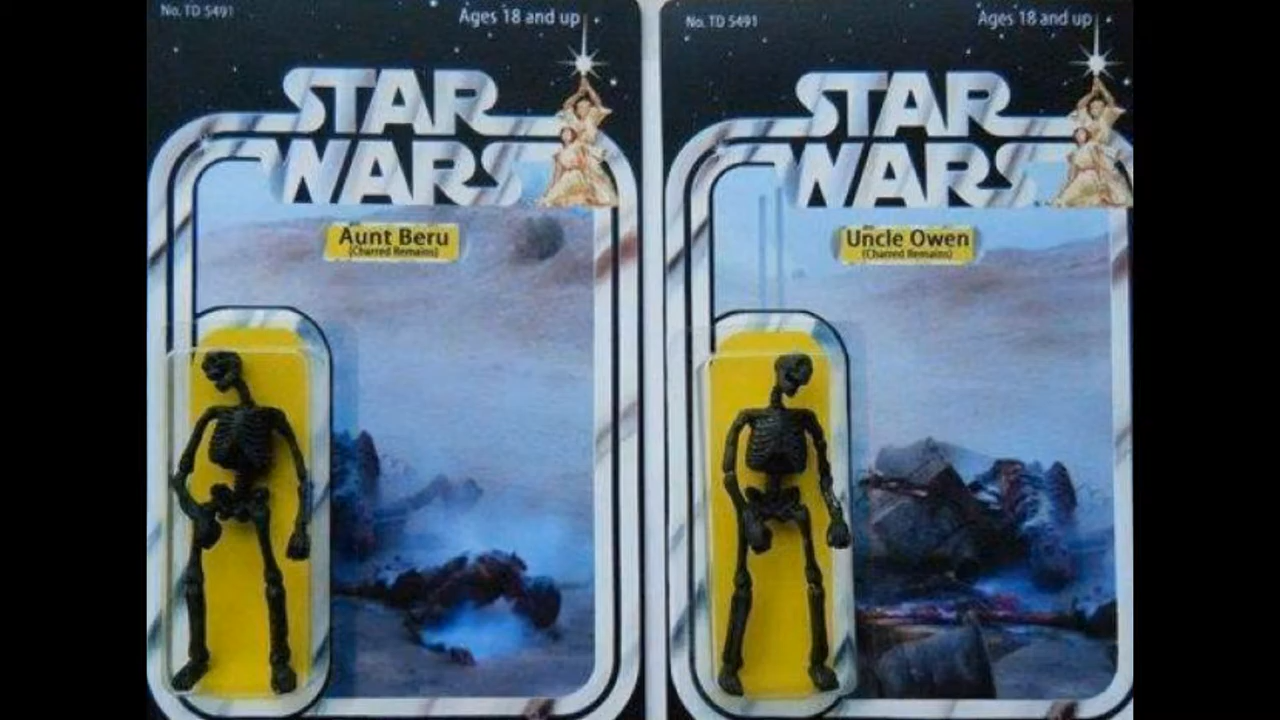 No. TD 5491
Ages 18 and up
STAR
WARS
Aunt Beru
(Charred Remains)
No. TD 5491
Ages 18 and up
STAR
WARS
Uncle Owen
(Charred Remains)